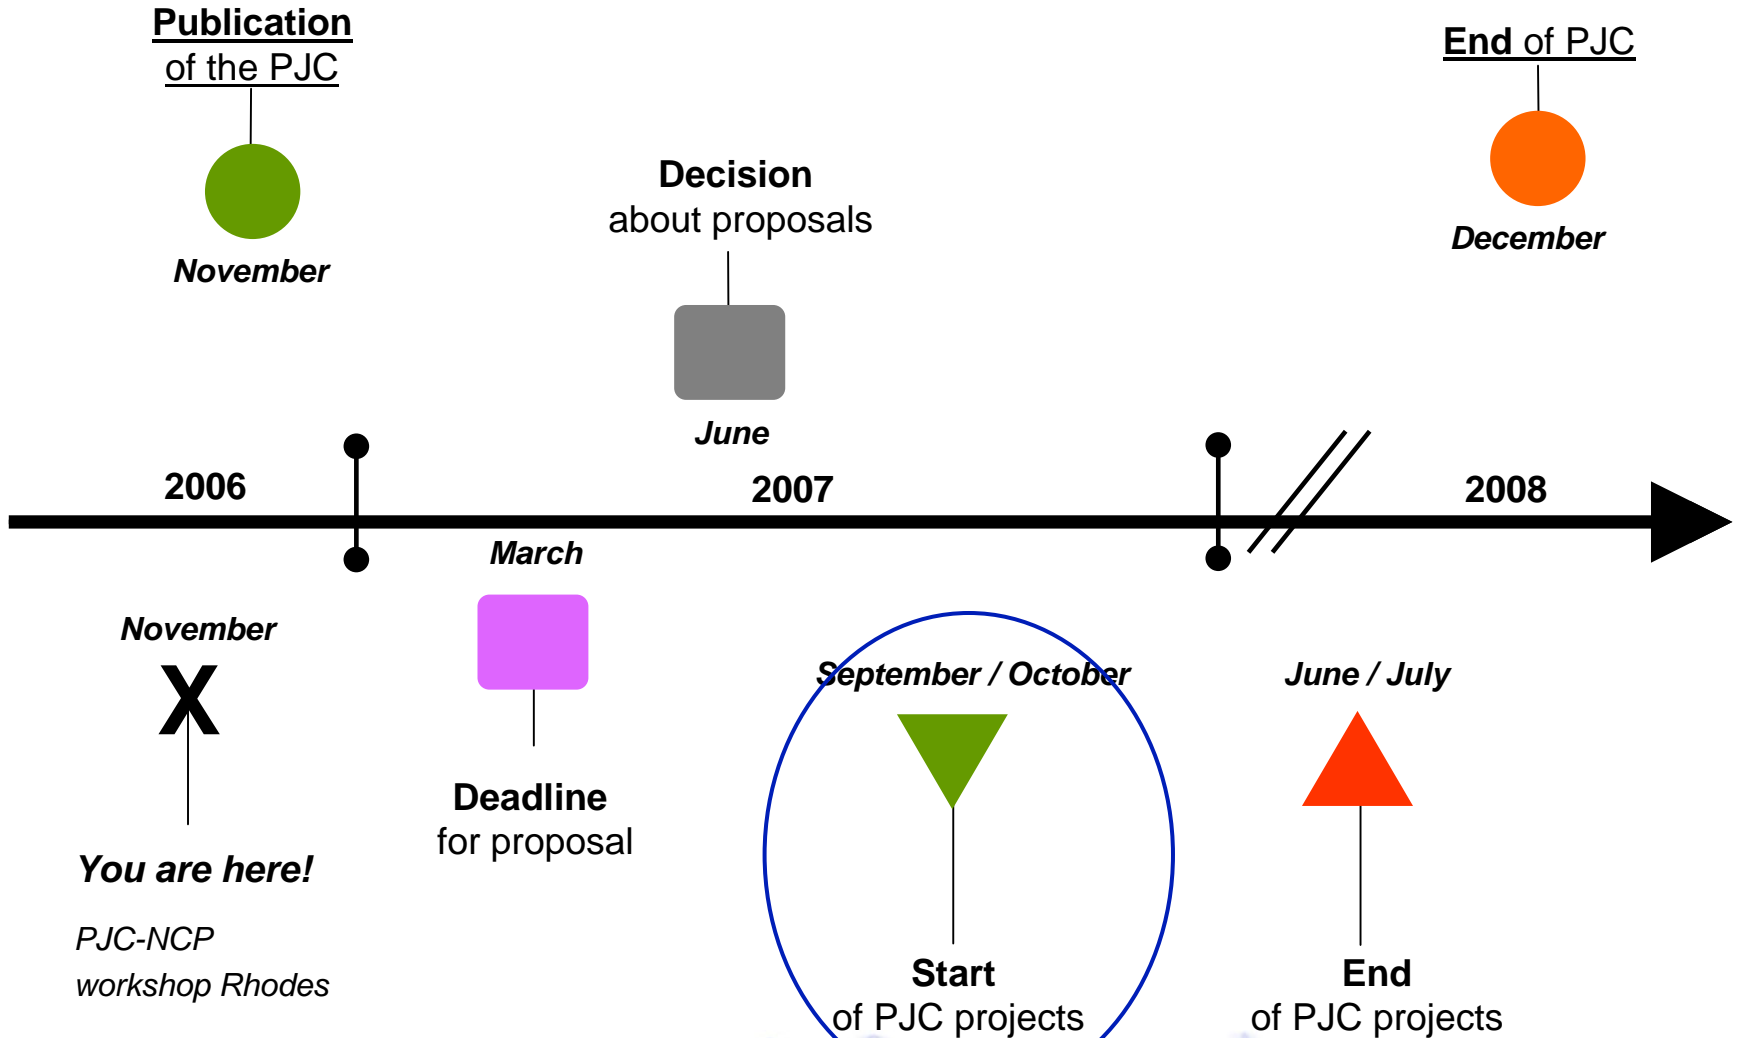 Publication
of the PJC
November
Decision
about proposals
June
End of PJC
December
2006
2007
2008
November
X
You are here!
PJC-NCP
workshop Rhodes
March
Deadline
for proposal
September / October
Start
of PJC projects
June / July
End
of PJC projects